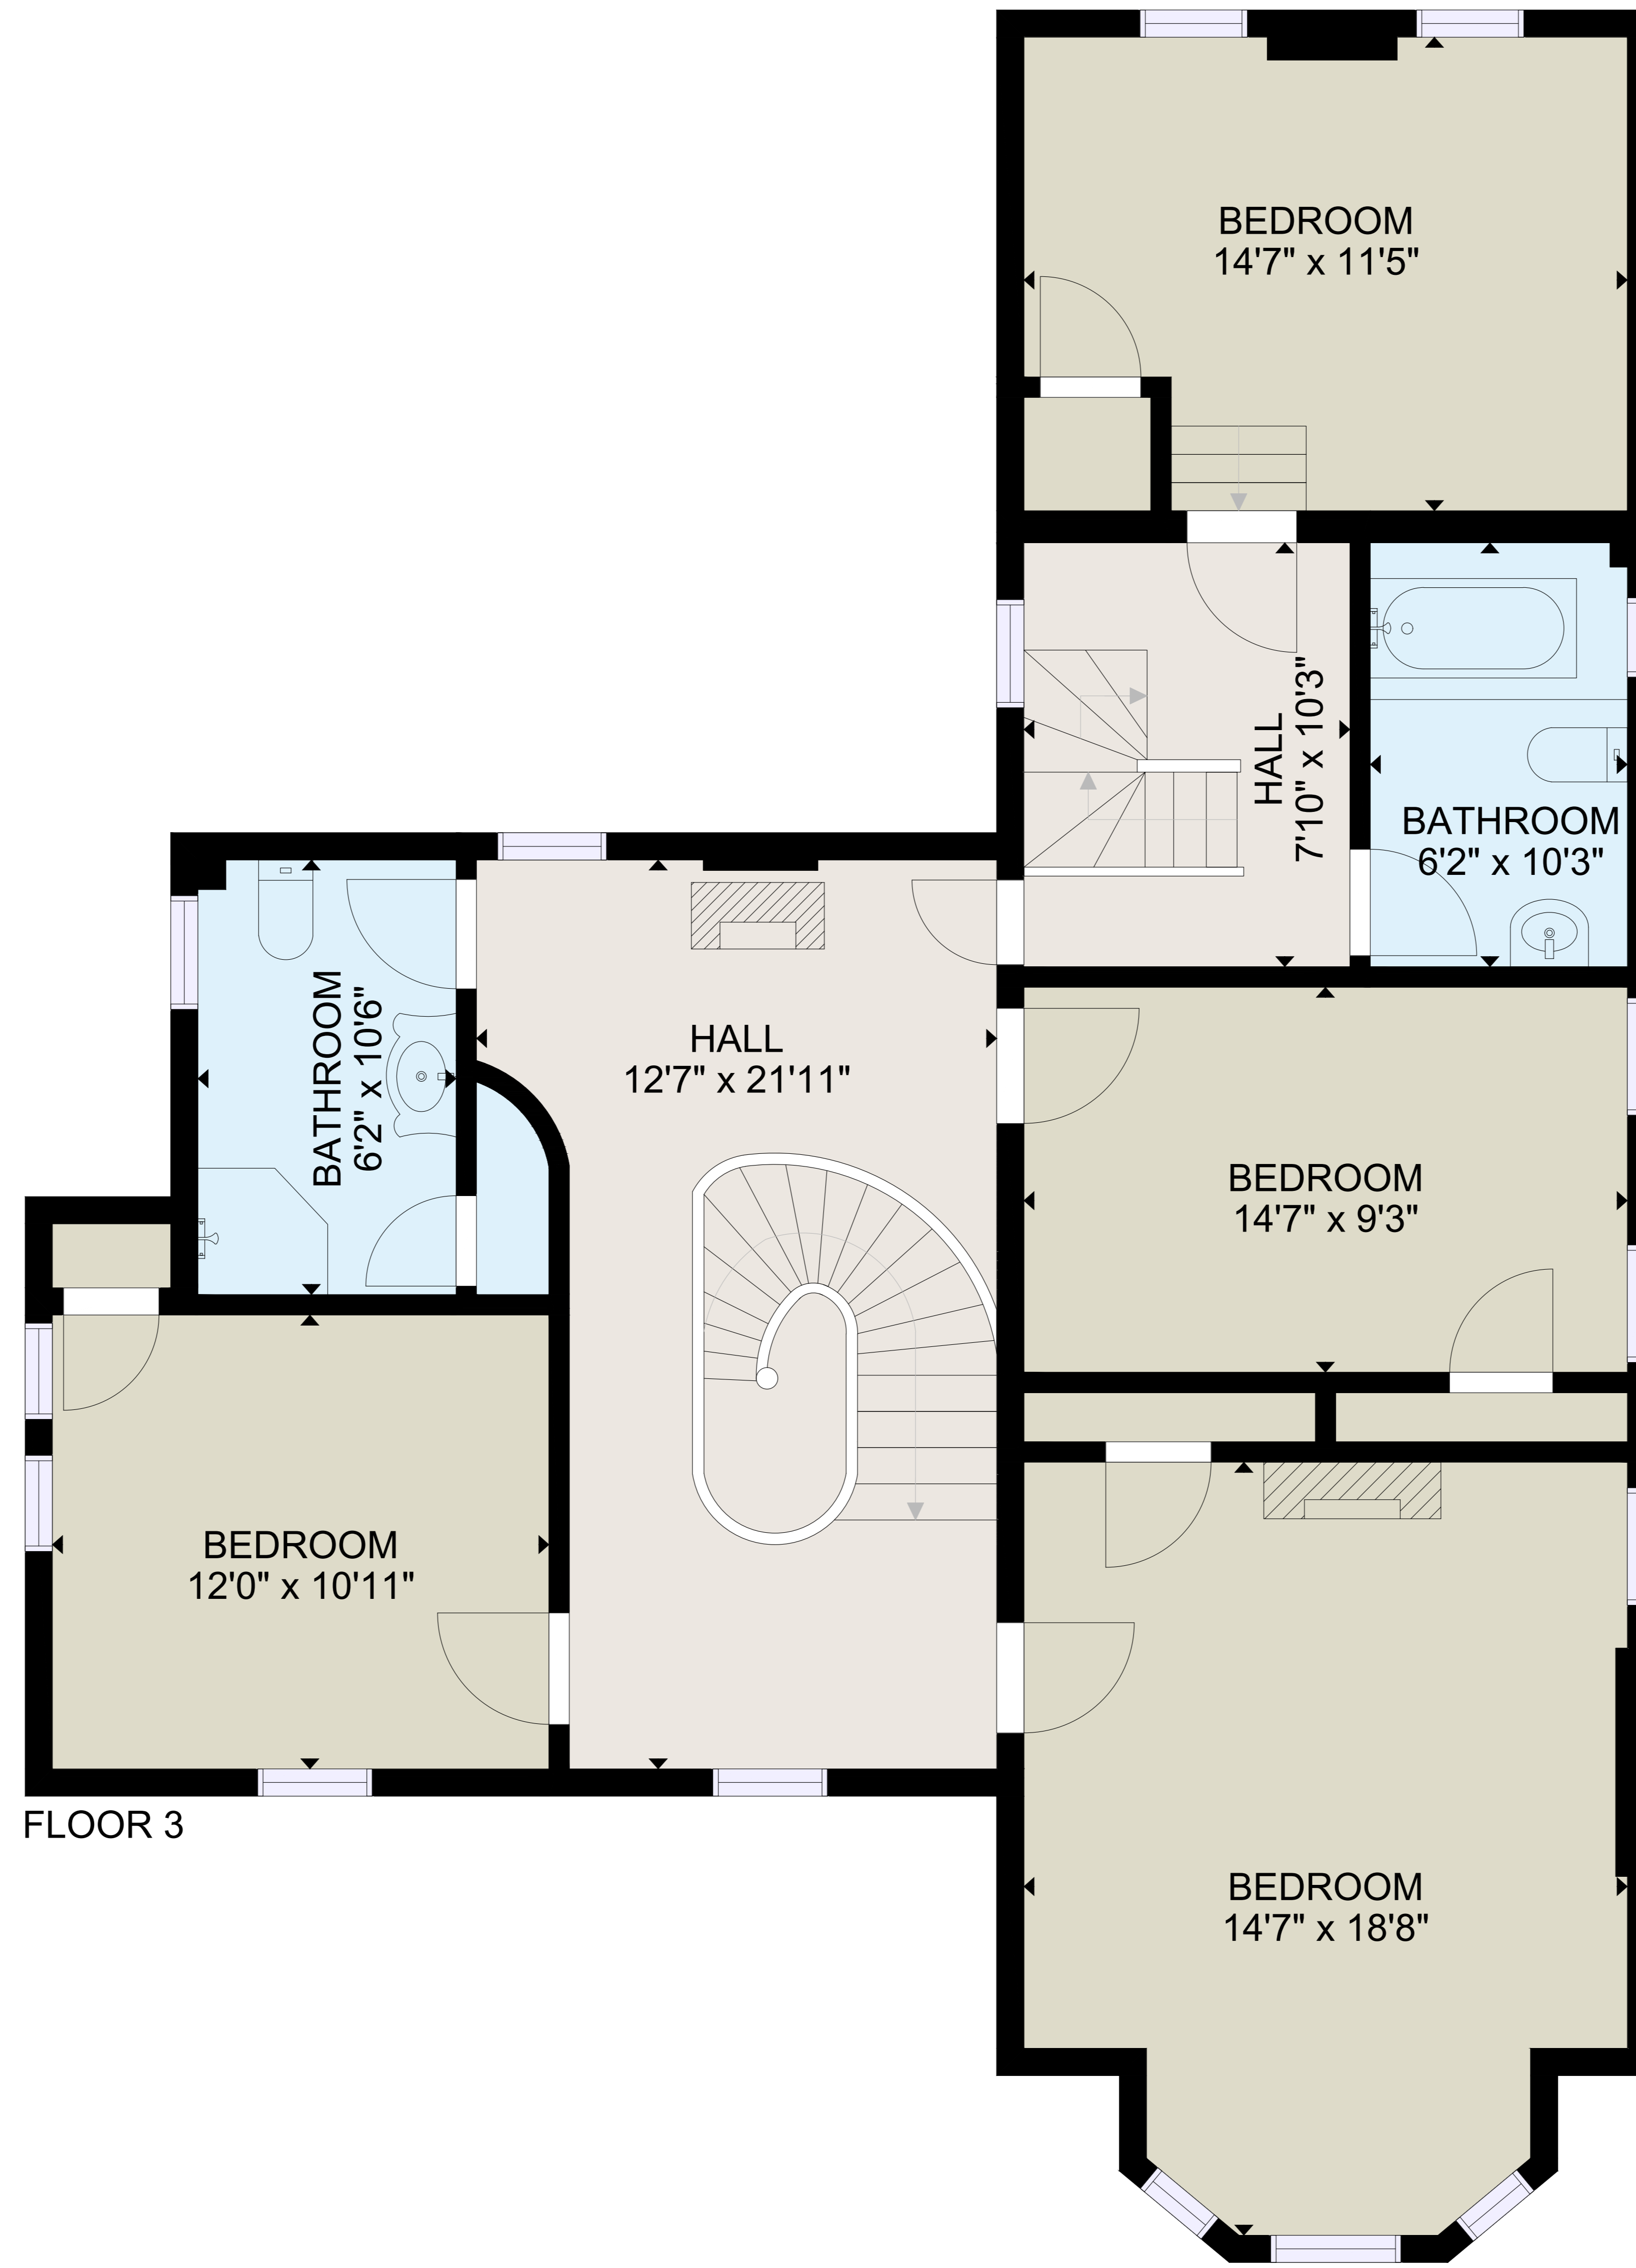 BEDROOM
14'7" x 11'5"
HALL
7'10" x 10'3"
BATHROOM
6'2" x 10'3"
BATHROOM
6'2" x 10'6"
HALL
12'7" x 21'11"
BEDROOM
14'7" x 9'3"
BEDROOM
12'0" x 10'11"
BEDROOM
14'7" x 18'8"
FLOOR 3